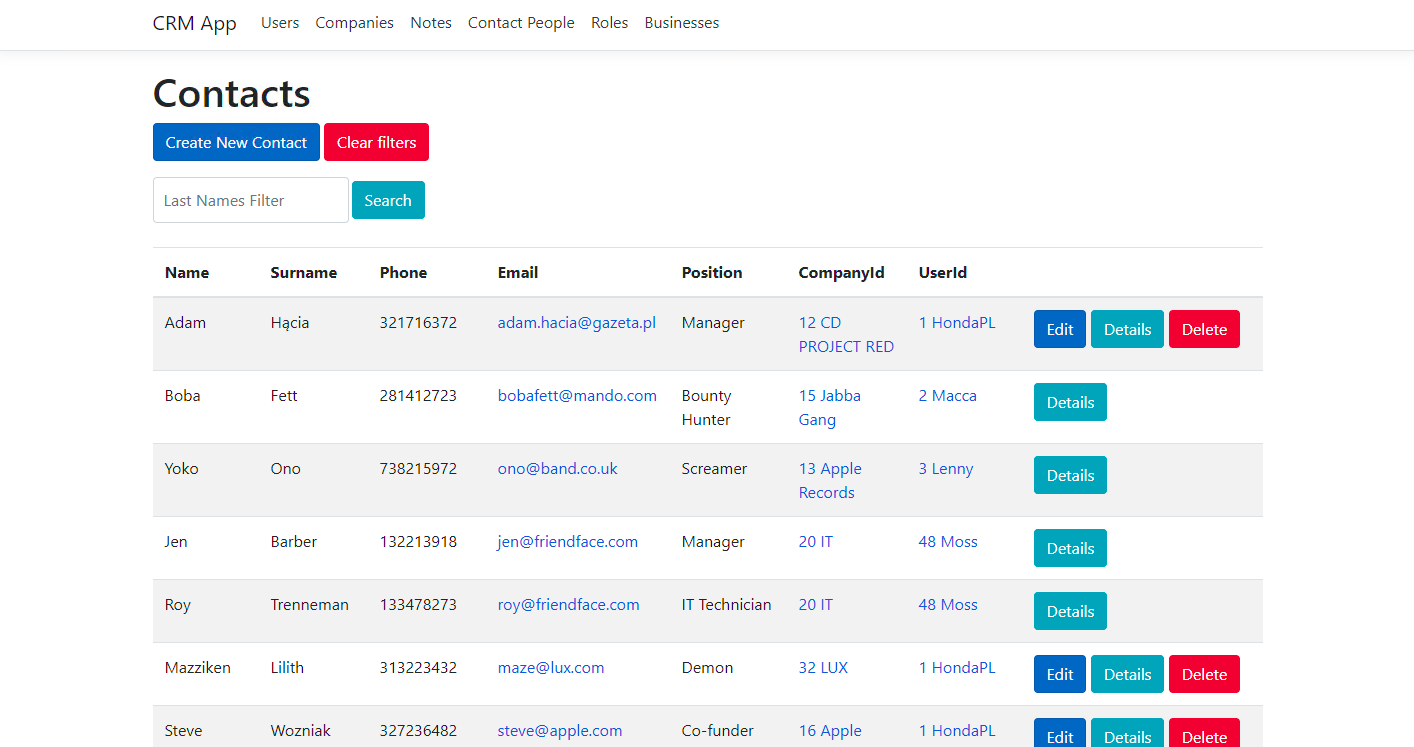 CRM App Users Companies Notes Contact People Roles Businesses
Contacts
Create New Contact Clear filters
Last Names Filter Search
Name Surname Phone Email Position CompanyId UserId
Adam Hącia 321716372 adam.hacia@gazeta.pl Manager 12 CD 1 HondaPL Edit Details Delete
PROJECT RED
Boba Fett 281412723 bobafett@mando.com Bounty 15 Jabba 2 Macca Details
Hunter Gang
Yoko Ono 738215972 ono@band.co.uk Screamer 13 Apple 3 Lenny Details
Records
Jen Barber 132213918 jen@friendface.com Manager 20 IT 48 Moss Details
Roy Trenneman 133478273 roy@friendface.com IT Technician 20 IT 48 Moss Details
Mazziken Lilith 313223432 maze@lux.com Demon 32 LUX 1 HondaPL Edit Details Delete
Steve Wozniak 327236482 steve@apple.com Co-funder 16 Apple 1 HondaPL Edit Details Delete